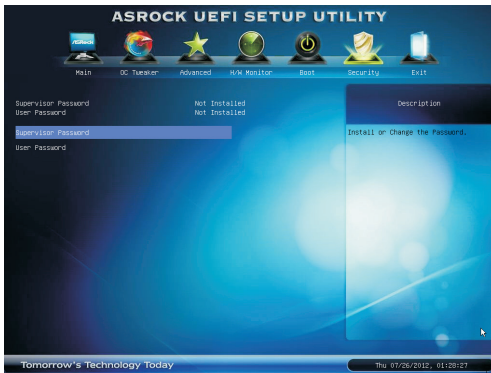 ASROCK UEFI SETUP UTILITY
ASRock
Main OC Tweaker Advanced H/W Monitor Boot Security Exit
Supervisor Password Not Installed
User Password Not Installed
Supervisor Password
User Password
Description
Install or Change the Password.
Tomorrow's Technology Today
Thu 07/26/2012, 01:28:27